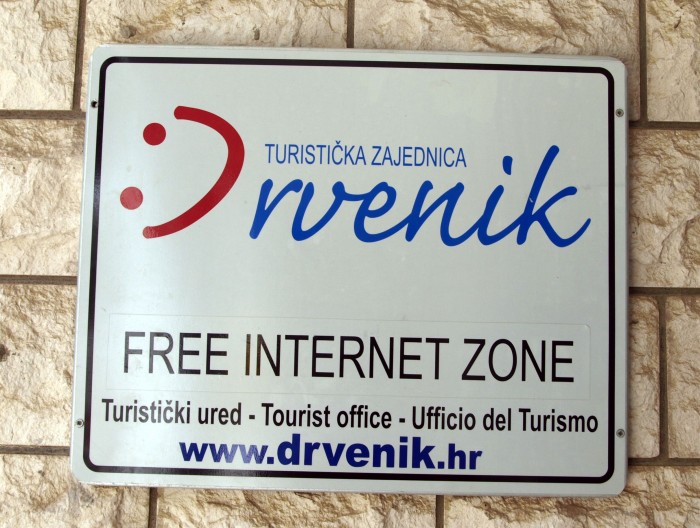 TURISTIČKA ZAJEDNICA
Drvenik
FREE INTERNET ZONE
Turistički ured - Tourist office - Ufficio del Turismo
www.drvenik.hr